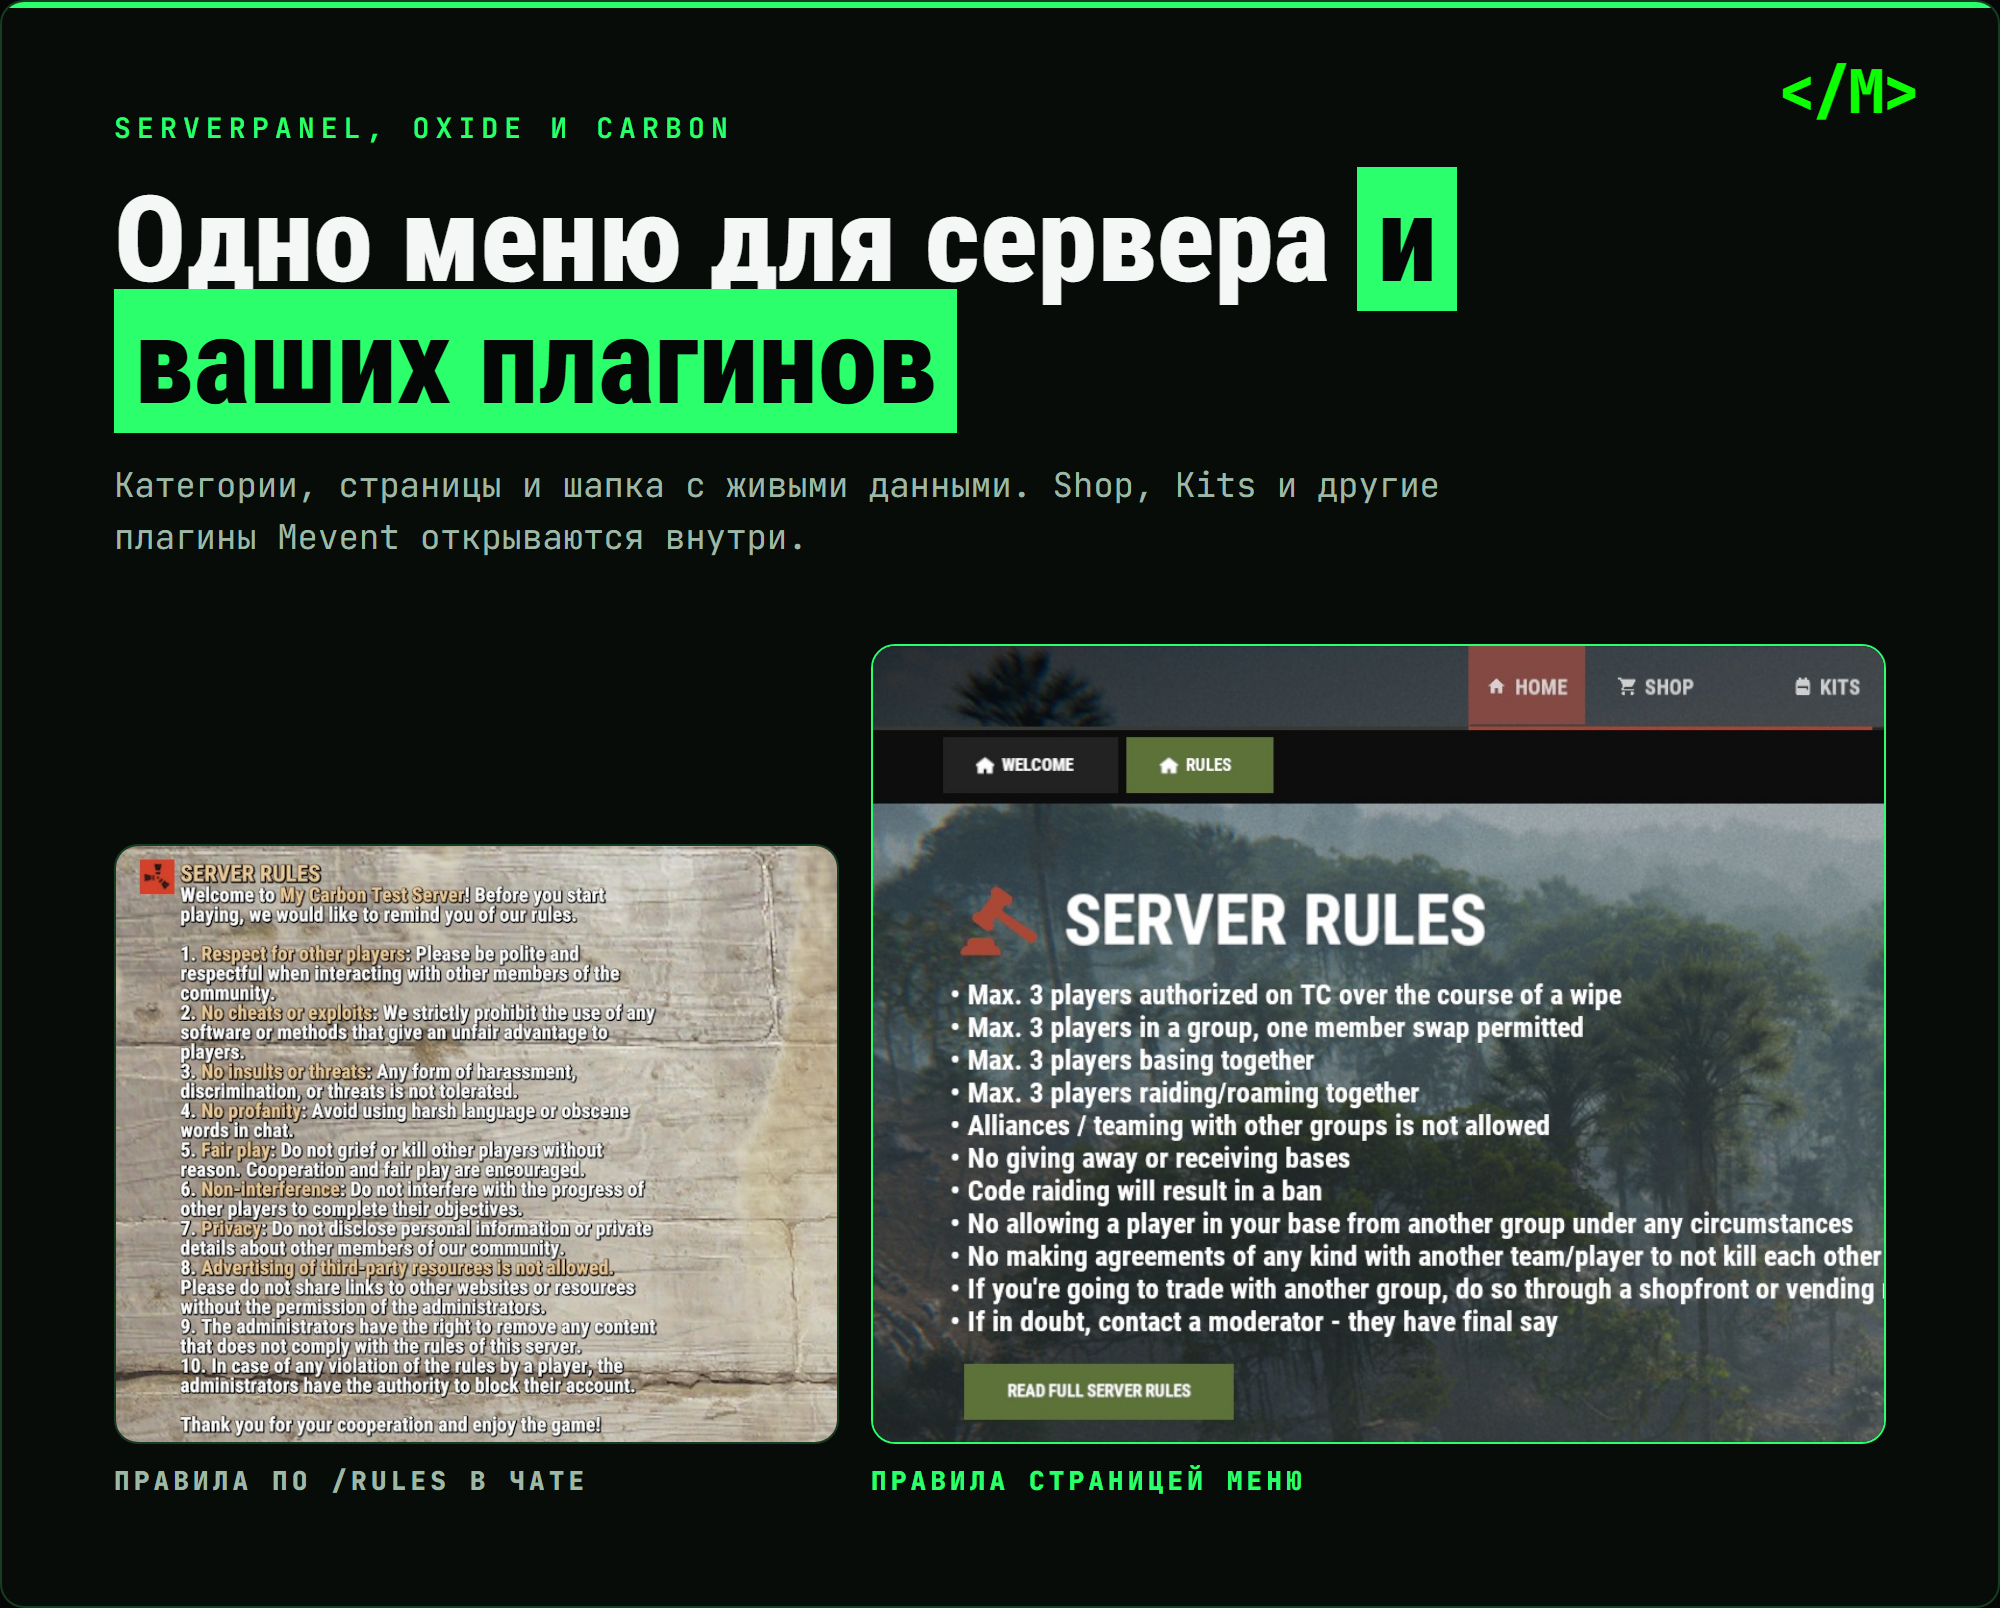 </M>
SERVERPANEL, OXIDE И CARBON
Одно меню для сервера и
ваших плагинов
Категории, страницы и шапка с живыми данными. Shop, Kits и другие
плагины Mevent открываются внутри.
SERVER RULES
Welcome to My Carbon Test Server! Before you start
playing, we would like to remind you of our rules.
1. Respect for other players: Please be polite and
respectful when interacting with other members of the
community.
2. No cheats or exploits: We strictly prohibit the use of any
software or methods that give an unfair advantage to
players.
3. No insults or threats: Any form of harassment,
discrimination, or threats is not tolerated.
4. No profanity: Avoid using harsh language or obscene
words in chat.
5. Fair play: Do not grief or kill other players without
reason. Cooperation and fair play are encouraged.
6. Non-interference: Do not interfere with the progress of
other players to complete their objectives.
7. Privacy: Do not disclose personal information or private
details about other members of our community.
8. Advertising of third-party resources is not allowed.
Please do not share links to other websites or resources
without the permission of the administrators.
9. The administrators have the right to remove any content
that does not comply with the rules of this server.
10. In case of any violation of the rules by a player, the
administrators have the authority to block their account.
Thank you for your cooperation and enjoy the game!
ПРАВИЛА ПО /RULES В ЧАТЕ
HOME SHOP KITS
WELCOME RULES
SERVER RULES
• Max. 3 players authorized on TC over the course of a wipe
• Max. 3 players in a group, one member swap permitted
• Max. 3 players basing together
• Max. 3 players raiding/roaming together
• Alliances / teaming with other groups is not allowed
• No giving away or receiving bases
• Code raiding will result in a ban
• No allowing a player in your base from another group under any circumstances
• No making agreements of any kind with another team/player to not kill each other
• If you're going to trade with another group, do so through a shopfront or vending
• If in doubt, contact a moderator - they have final say
READ FULL SERVER RULES
ПРАВИЛА СТРАНИЦЕЙ МЕНЮ